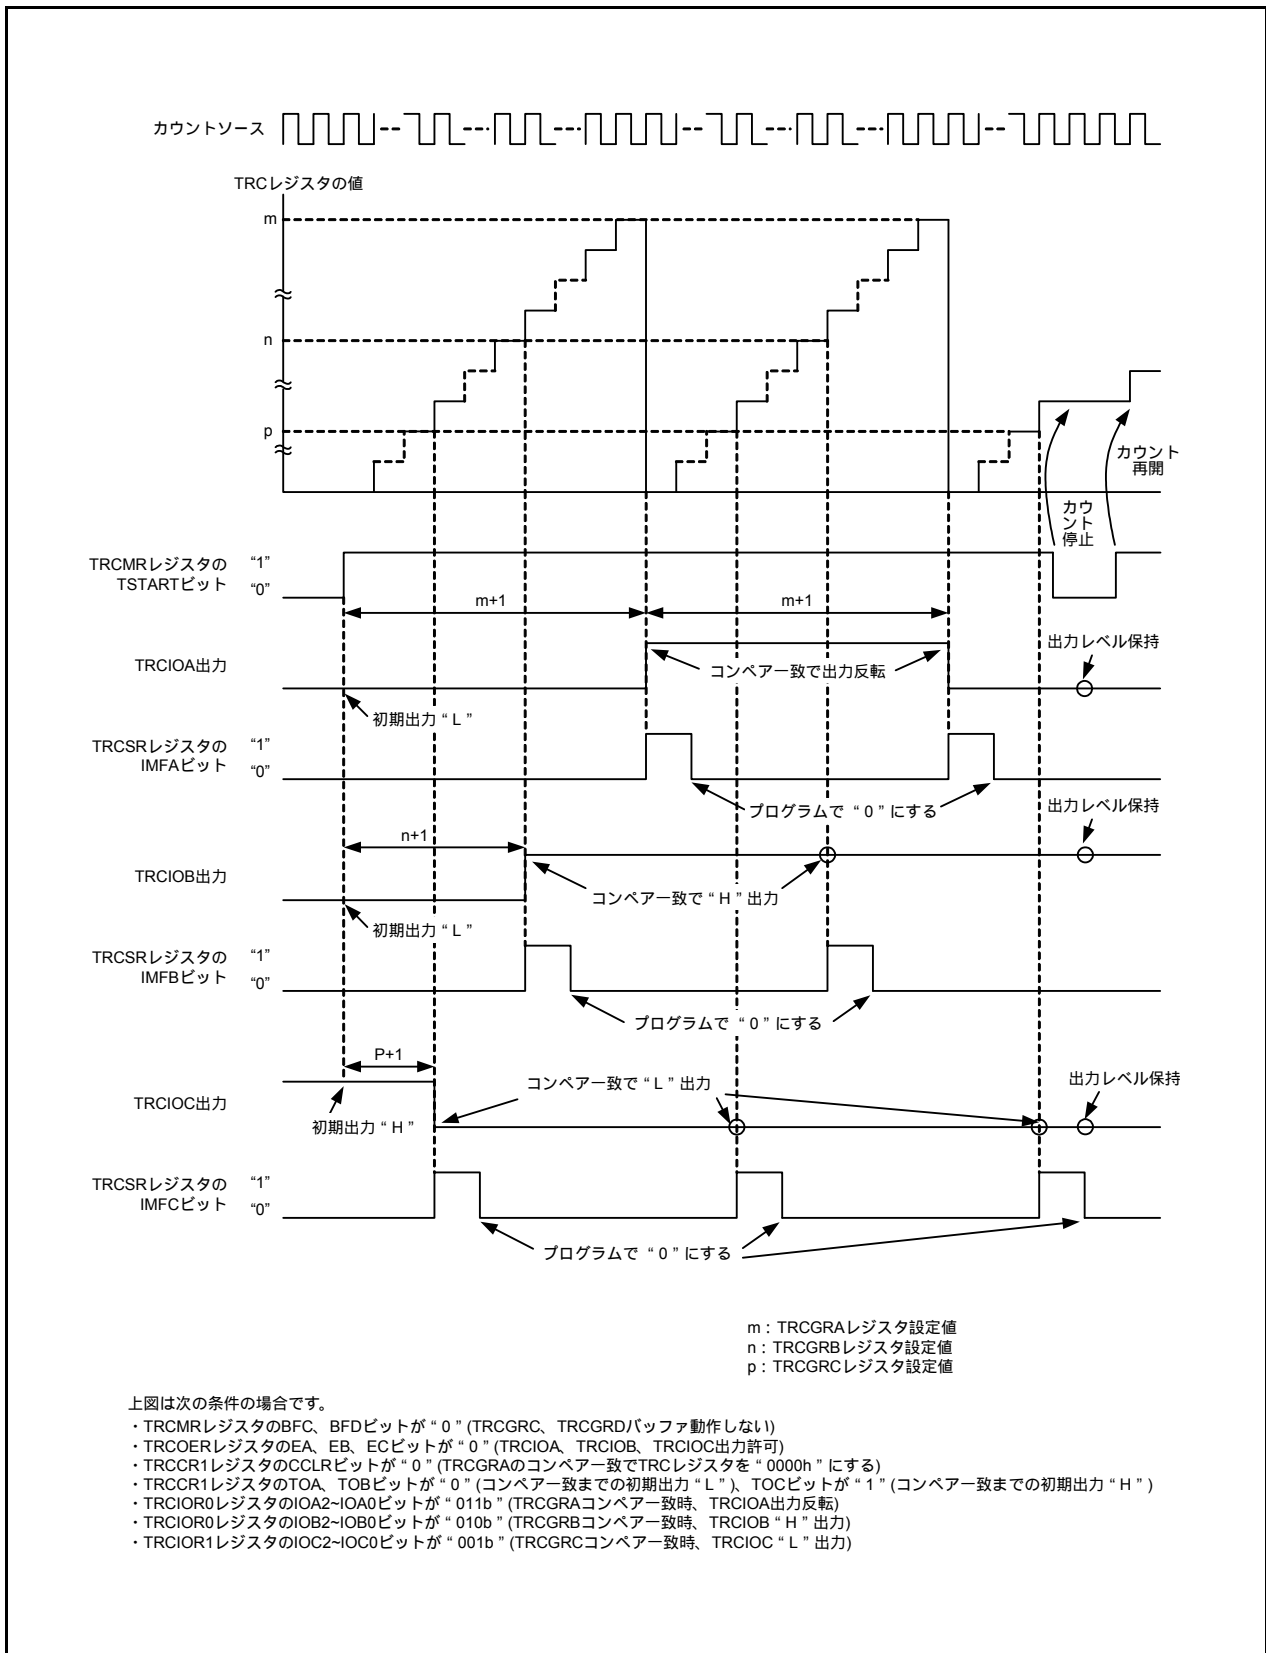 カウントソース
TRCレジスタの値
m
n
p
カウント
再開
カウ
ント
停止
TRCMRレジスタの “1”
TSTARTビット “0”
m+1 m+1
出力レベル保持
TRCIOA出力
コンペア一致で出力反転
初期出力 “ L ”
TRCSRレジスタの “1”
IMFAビット “0”
プログラムで “ 0 ” にする
出力レベル保持
n+1
TRCIOB出力
コンペア一致で “ H ” 出力
初期出力 “ L ”
TRCSRレジスタの “1”
IMFBビット “0”
プログラムで “ 0 ” にする
P+1
コンペア一致で “ L ” 出力
出力レベル保持
TRCIOC出力
初期出力 “ H ”
TRCSRレジスタの “1”
IMFCビット “0”
プログラムで “ 0 ” にする
m : TRCGRAレジスタ設定値
n : TRCGRBレジスタ設定値
p : TRCGRCレジスタ設定値
上図は次の条件の場合です。
・TRCMRレジスタのBFC、BFDビットが “ 0 ” (TRCGRC、TRCGRDバッファ動作しない)
・TRCOERレジスタのEA、EB、ECビットが “ 0 ” (TRCIOA、TRCIOB、TRCIOC出力許可)
・TRCCR1レジスタのCCLRビットが “ 0 ” (TRCGRAのコンペア一致でTRCレジスタを “ 0000h ” にする)
・TRCCR1レジスタのTOA、TOBビットが “ 0 ” (コンペア一致までの初期出力 “ L ” )、TOCビットが “ 1 ” (コンペア一致までの初期出力 “ H ” )
・TRCIOR0レジスタのIOA2~IOA0ビットが “ 011b ” (TRCGRAコンペア一致時、TRCIOA出力反転)
・TRCIOR0レジスタのIOB2~IOB0ビットが “ 010b ” (TRCGRBコンペア一致時、TRCIOB “ H ” 出力)
・TRCIOR1レジスタのIOC2~IOC0ビットが “ 001b ” (TRCGRCコンペア一致時、TRCIOC “ L ” 出力)